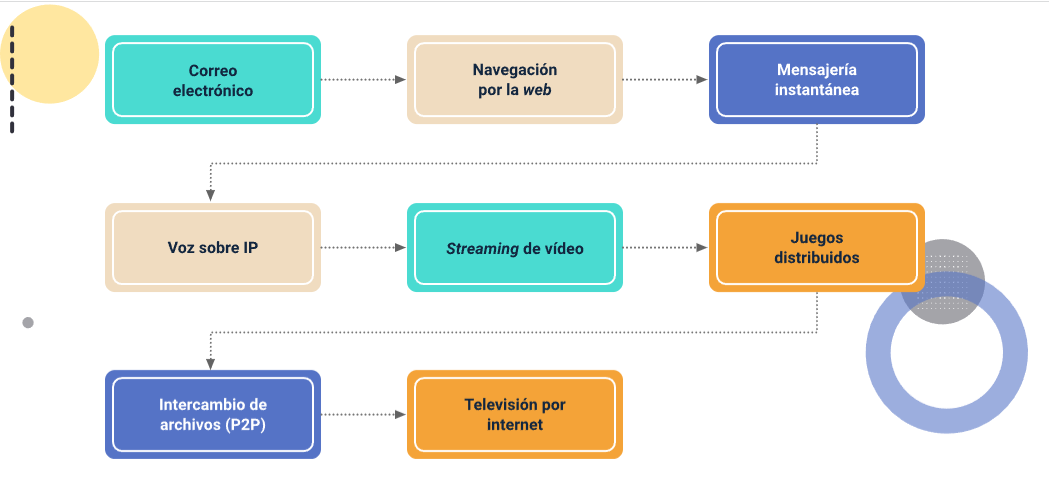 Correo
electrónico
Navegación
por la web
Mensajería
instantánea
Voz sobre IP
Streaming de vídeo
Juegos
distribuidos
Intercambio de
archivos (P2P)
Televisión por
internet